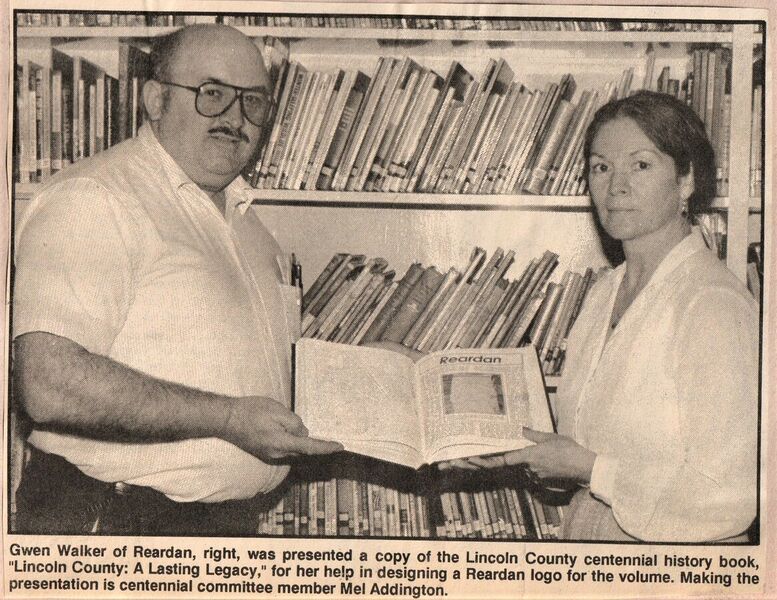 Reardan
Gwen Walker of Reardan, right, was presented a copy of the Lincoln County centennial history book,
"Lincoln County: A Lasting Legacy," for her help in designing a Reardan logo for the volume. Making the
presentation is centennial committee member Mel Addington.